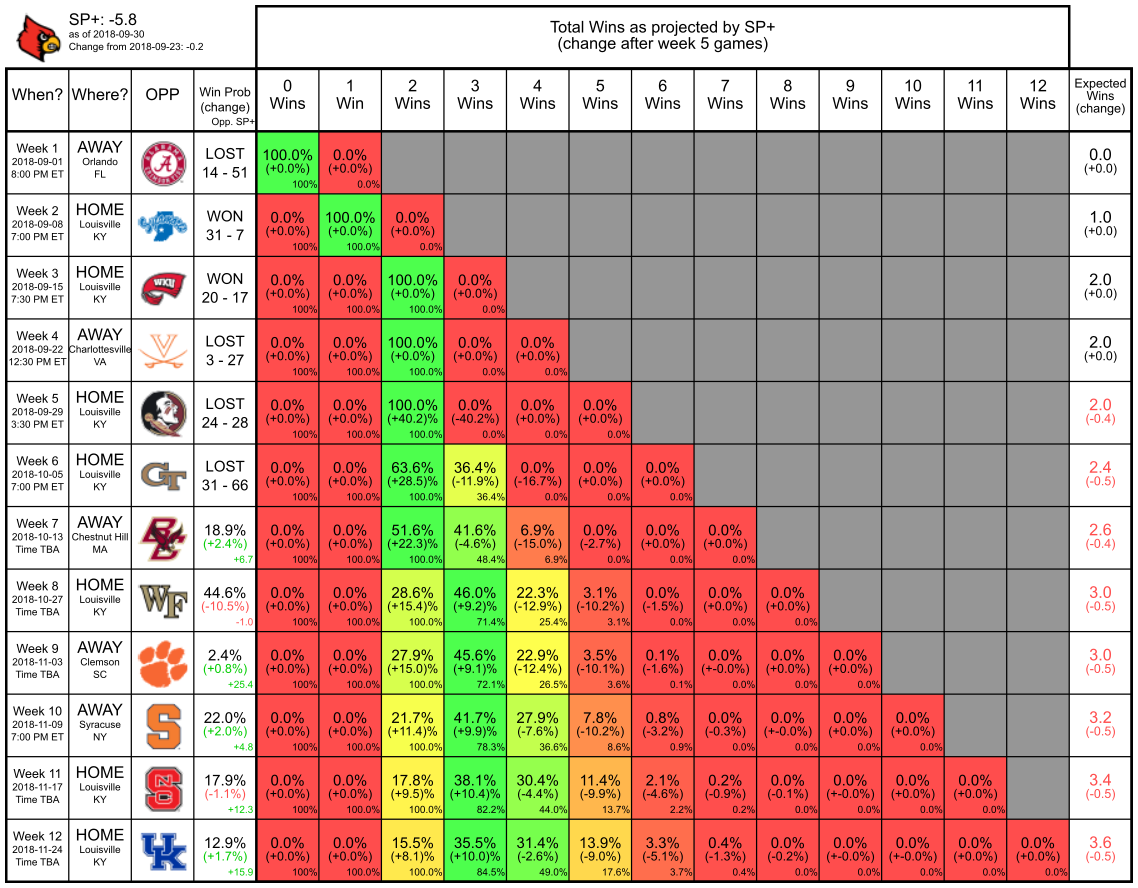 SP+: -5.8
as of 2018-09-30
Change from 2018-09-23: -0.2
Total Wins as projected by SP+
(change after week 5 games)
When? Where? OPP Win Prob (change) Opp. SP+ 0 Wins 1 Win 2 Wins 3 Wins 4 Wins 5 Wins 6 Wins 7 Wins 8 Wins 9 Wins 10 Wins 11 Wins 12 Wins Expected Wins (change)
Week 1 AWAY LOST 100.0% 0.0% 0.0
2018-09-01 Orlando ALABAMA A (+0.0%) (+0.0%) (+0.0)
8:00 PM ET FL 14 - 51 100% 0.0%
Week 2 HOME WON 0.0% 100.0% 0.0% 1.0
2018-09-08 Louisville Sycamores (+0.0%) (+0.0%) (+0.0%) (+0.0)
7:00 PM ET KY 31 - 7 100% 100.0% 0.0%
Week 3 HOME WON 0.0% 0.0% 100.0% 0.0% 2.0
2018-09-15 Louisville WKU (+0.0%) (+0.0%) (+0.0%) (+0.0%) (+0.0)
7:30 PM ET KY 20 - 17 100% 100.0% 100.0% 0.0%
Week 4 AWAY LOST 0.0% 0.0% 100.0% 0.0% 0.0% 2.0
2018-09-22 Charlottesville V (+0.0%) (+0.0%) (+0.0%) (+0.0%) (+0.0%) (+0.0)
12:30 PM ET VA 3 - 27 100% 100.0% 100.0% 0.0% 0.0%
Week 5 HOME LOST 0.0% 0.0% 100.0% 0.0% 0.0% 0.0% 2.0
2018-09-29 Louisville (+0.0%) (+0.0%) (+40.2)% (-40.2%) (+0.0%) (+0.0%) (-0.4)
3:30 PM ET KY 24 - 28 100% 100.0% 100.0% 0.0% 0.0% 0.0%
Week 6 HOME LOST 0.0% 0.0% 63.6% 36.4% 0.0% 0.0% 0.0% 2.4
2018-10-05 Louisville GT (+0.0%) (+0.0%) (+28.5)% (-11.9%) (-16.7%) (+0.0%) (+0.0%) (-0.5)
7:00 PM ET KY 31 - 66 100% 100.0% 100.0% 36.4% 0.0% 0.0% 0.0%
Week 7 AWAY 18.9% 0.0% 0.0% 51.6% 41.6% 6.9% 0.0% 0.0% 0.0% 2.6
2018-10-13 Chestnut Hill BC (+2.4%) (+0.0%) (+0.0%) (+22.3)% (-4.6%) (-15.0%) (-2.7%) (+0.0%) (+0.0%) (-0.4)
Time TBA MA +6.7 100% 100.0% 100.0% 48.4% 6.9% 0.0% 0.0% 0.0%
Week 8 HOME 44.6% 0.0% 0.0% 28.6% 46.0% 22.3% 3.1% 0.0% 0.0% 0.0% 3.0
2018-10-27 Louisville WF (-10.5%) (+0.0%) (+0.0%) (+15.4)% (+9.2)% (-12.9%) (-10.2%) (-1.5%) (+0.0%) (+0.0%) (-0.5)
Time TBA KY -1.0 100% 100.0% 100.0% 71.4% 25.4% 3.1% 0.0% 0.0% 0.0%
Week 9 AWAY 2.4% 0.0% 0.0% 27.9% 45.6% 22.9% 3.5% 0.1% 0.0% 0.0% 0.0% 3.0
2018-11-03 Clemson (+0.8%) (+0.0%) (+0.0%) (+15.0)% (+9.1)% (-12.4%) (-10.1%) (-1.6%) (+-0.0%) (+0.0%) (+0.0%) (-0.5)
Time TBA SC +25.4 100% 100.0% 100.0% 72.1% 26.5% 3.6% 0.1% 0.0% 0.0% 0.0%
Week 10 AWAY 22.0% 0.0% 0.0% 21.7% 41.7% 27.9% 7.8% 0.8% 0.0% 0.0% 0.0% 0.0% 3.2
2018-11-09 Syracuse S (+2.0%) (+0.0%) (+0.0%) (+11.4)% (+9.9)% (-7.6%) (-10.2%) (-3.2%) (-0.3%) (+-0.0%) (+0.0%) (+0.0%) (-0.5)
7:00 PM ET NY +4.8 100% 100.0% 100.0% 78.3% 36.6% 8.6% 0.9% 0.0% 0.0% 0.0% 0.0%
Week 11 HOME 17.9% 0.0% 0.0% 17.8% 38.1% 30.4% 11.4% 2.1% 0.2% 0.0% 0.0% 0.0% 0.0% 3.4
2018-11-17 Louisville NCS (-1.1%) (+0.0%) (+0.0%) (+9.5)% (+10.4)% (-4.4%) (-9.9%) (-4.6%) (-0.9%) (-0.1%) (+-0.0%) (+0.0%) (+0.0%) (-0.5)
Time TBA KY +12.3 100% 100.0% 100.0% 82.2% 44.0% 13.7% 2.2% 0.2% 0.0% 0.0% 0.0% 0.0%
Week 12 HOME 12.9% 0.0% 0.0% 15.5% 35.5% 31.4% 13.9% 3.3% 0.4% 0.0% 0.0% 0.0% 0.0% 0.0% 3.6
2018-11-24 Louisville UK (+1.7%) (+0.0%) (+0.0%) (+8.1)% (+10.0)% (-2.6%) (-9.0%) (-5.1%) (-1.3%) (-0.2%) (+-0.0%) (+-0.0%) (+0.0%) (+0.0%) (-0.5)
Time TBA KY +15.9 100% 100.0% 100.0% 84.5% 49.0% 17.6% 3.7% 0.4% 0.0% 0.0% 0.0% 0.0% 0.0%